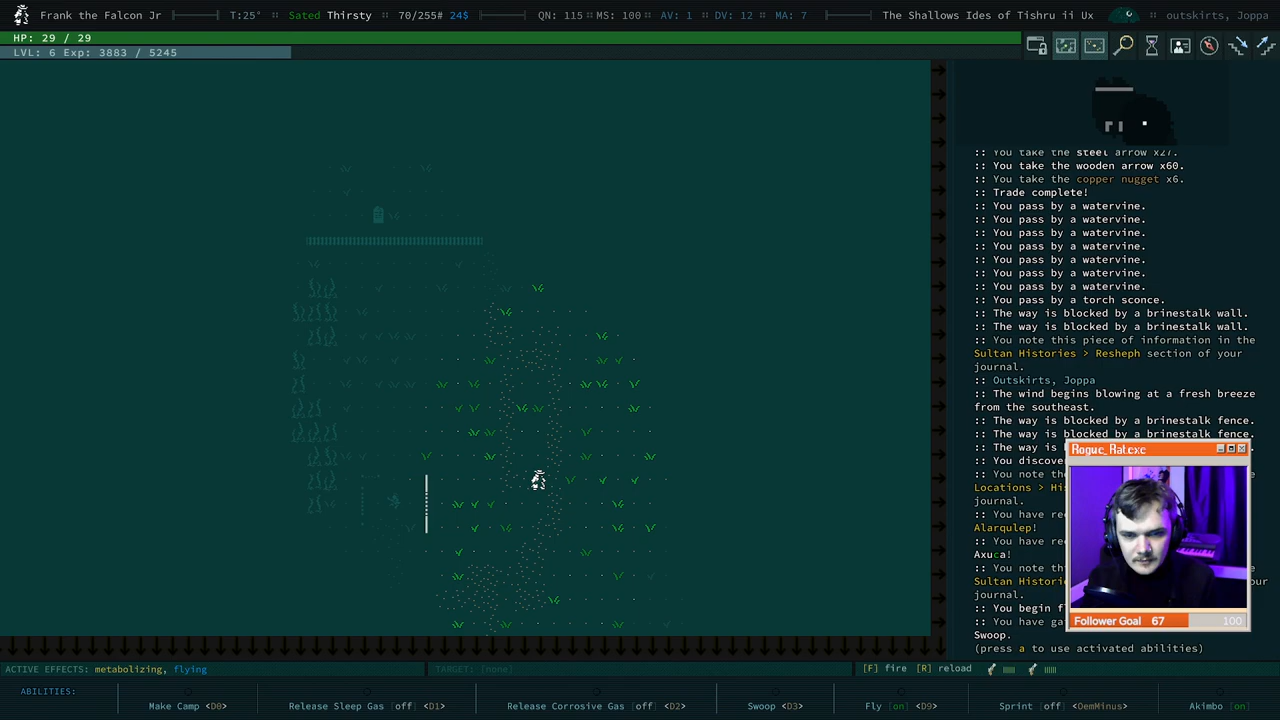 Frank the Falcon Jr T:25° Sated Thirsty :: 70/255# 24$ QN: 115 :: MS: 100 :: AV: 1 :: DV: 12 :: MA: 7 The Shallows Ides of Tishru ii Ux :: outskirts, Joppa
HP: 29 / 29
LVL: 6 Exp: 3883 / 5245
:: You take the steel arrow x27.
:: You take the wooden arrow x60.
:: You take the copper nugget x6.
:: Trade complete!
:: You pass by a watervine.
:: You pass by a watervine.
:: You pass by a watervine.
:: You pass by a watervine.
:: You pass by a watervine.
:: You pass by a watervine.
:: You pass by a watervine.
:: You pass by a torch sconce.
:: The way is blocked by a brinestalk wall.
:: The way is blocked by a brinestalk wall.
:: You note this piece of information in the
Sultan Histories > Resheph section of your
journal.
:: Outskirts, Joppa
:: The wind begins blowing at a fresh breeze
from the southeast.
:: The way is blocked by a brinestalk fence.
:: The way is blocked by a brinestalk fence.
:: The way is
:: You
:: You note
Locations >
journal.
:: You have
Alarqulep!
:: You have
Axuca!
:: You note
Sultan
journal.
:: You begin
:: You have
Swoop.
(press a to use activated abilities)
Rogue_Rat.exe
Follower Goal 67 100
ACTIVE EFFECTS: metabolizing, flying
TARGET: [none]
[F] fire [R] reload
ABILITIES: Make Camp <D0> Release Sleep Gas [off] <D1> Release Corrosive Gas [off] <D2> Swoop <D3> Fly [on] <D9> Sprint [off] <OemMinus> Akimbo [on]